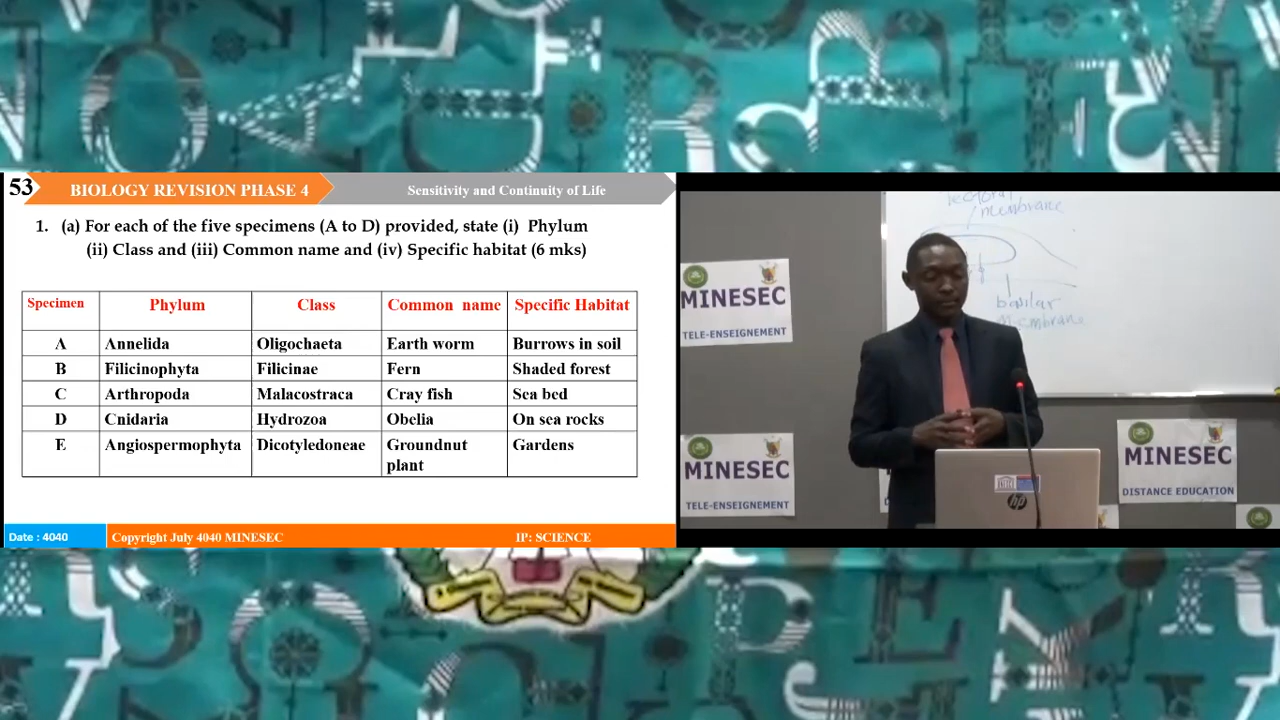 53
BIOLOGY REVISION PHASE 4
Sensitivity and Continuity of Life
1. (a) For each of the five specimens (A to D) provided, state (i) Phylum
(ii) Class and (iii) Common name and (iv) Specific habitat (6 mks)
Specimen Phylum Class Common name Specific Habitat
A Annelida Oligochaeta Earth worm Burrows in soil
B Filicinophyta Filicinae Fern Shaded forest
C Arthropoda Malacostraca Cray fish Sea bed
D Cnidaria Hydrozoa Obelia On sea rocks
E Angiospermophyta Dicotyledoneae Groundnut Gardens
plant
Date : 4040
Copyright July 4040 MINESEC
IP: SCIENCE
membrane
basilar
membrane
MINESEC
TELE-ENSEIGNEMENT
MINESEC
TELE-ENSEIGNEMENT
MINESEC
DISTANCE EDUCATION
hp